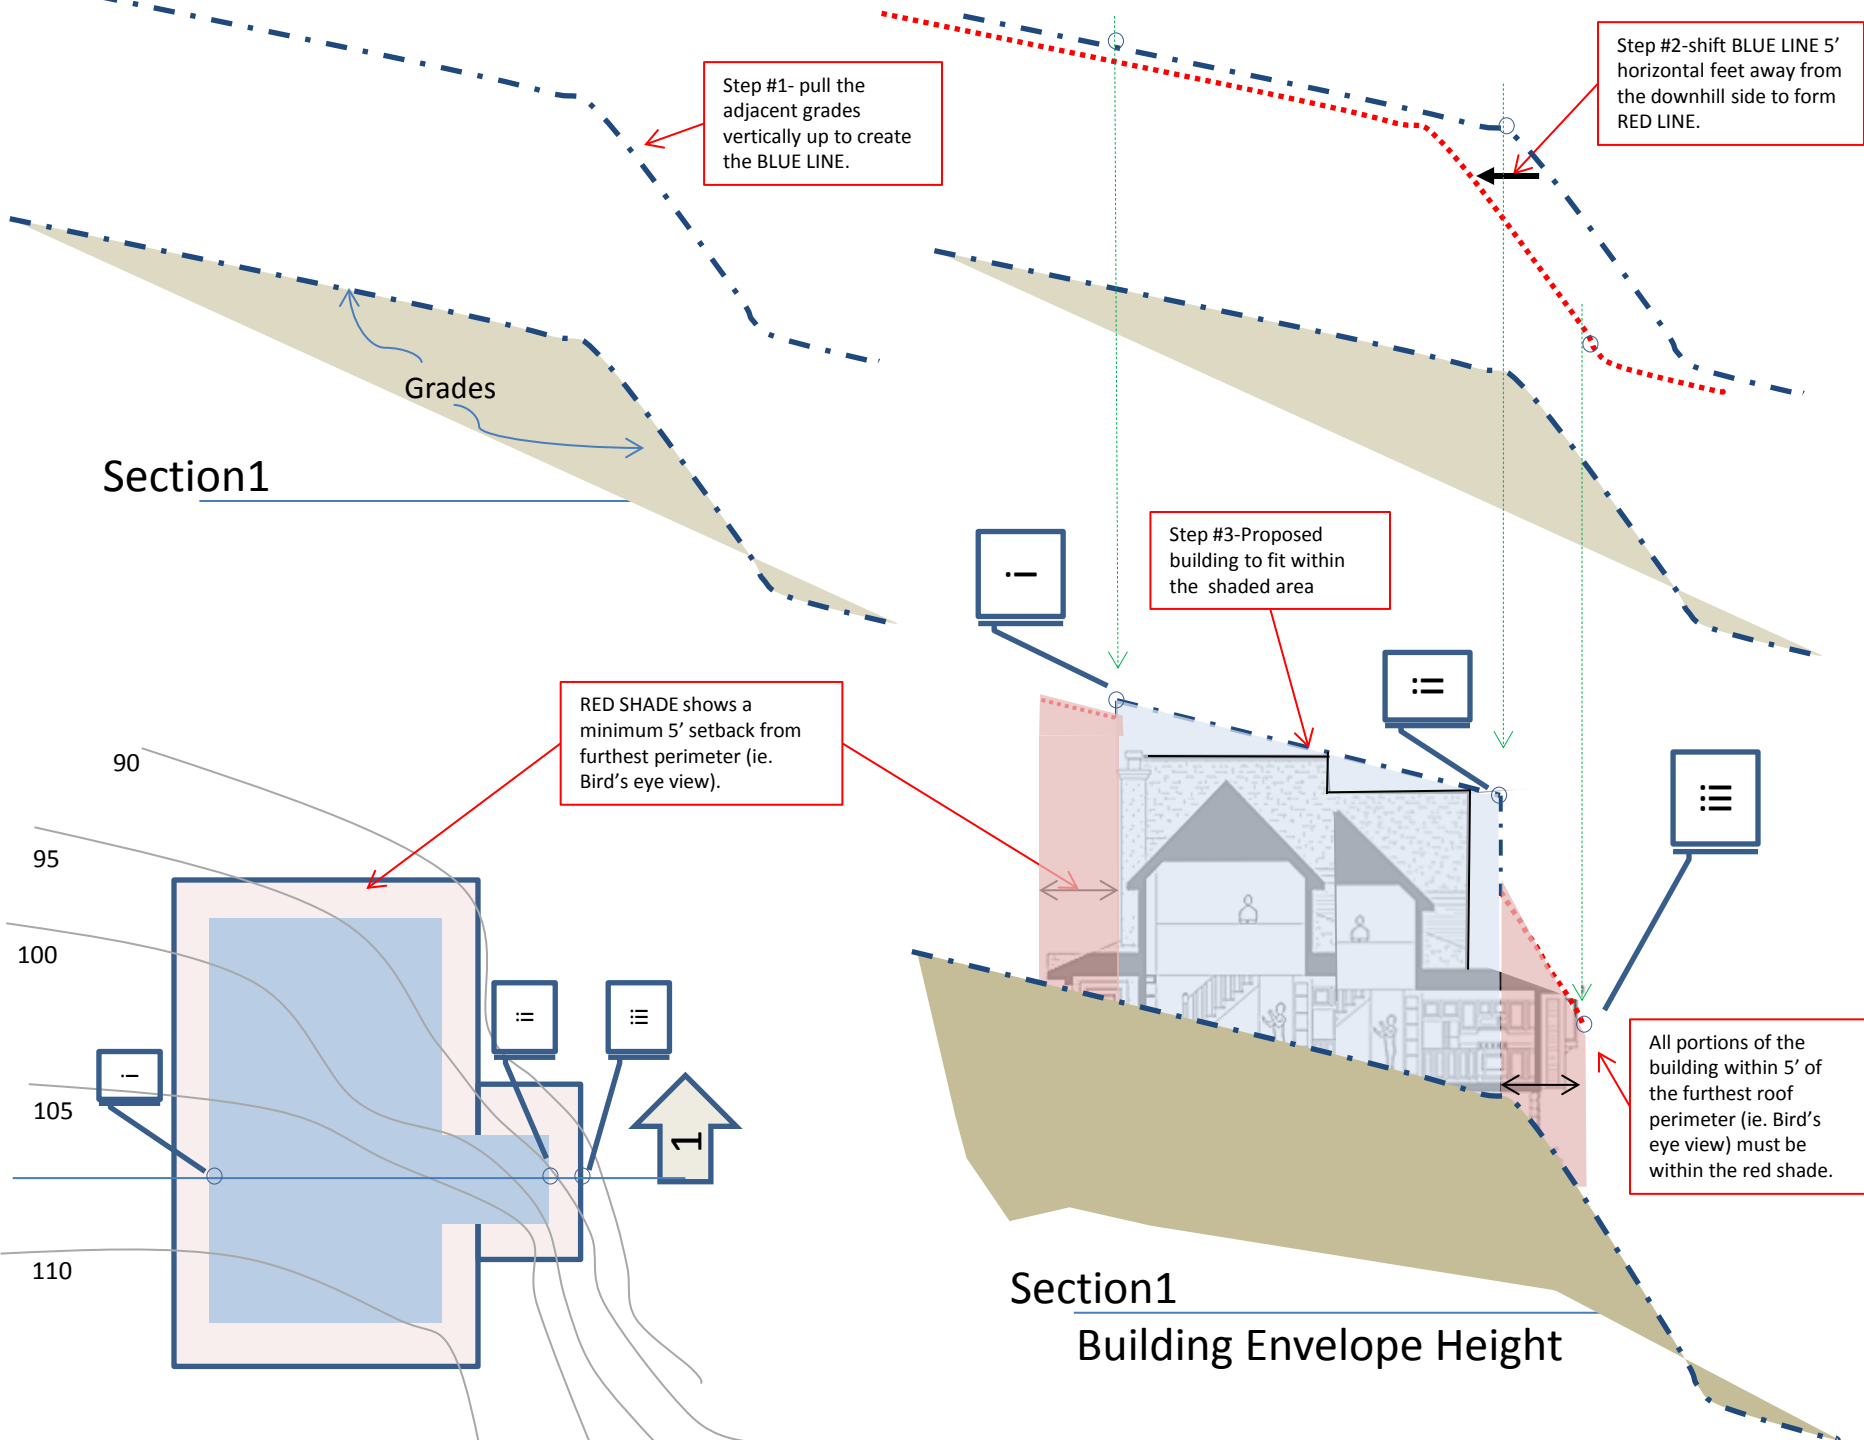 Step #1- pull the
adjacent grades
vertically up to create
the BLUE LINE.
Step #2-shift BLUE LINE 5’
horizontal feet away from
the downhill side to form
RED LINE.
Grades
Section1
Step #3-Proposed
building to fit within
the shaded area
i
ii
iii
RED SHADE shows a
minimum 5’ setback from
furthest perimeter (ie.
Bird’s eye view).
90
95
100
105
110
i
ii
iii
1
All portions of the
building within 5’ of
the furthest roof
perimeter (ie. Bird’s
eye view) must be
within the red shade.
Section1
Building Envelope Height